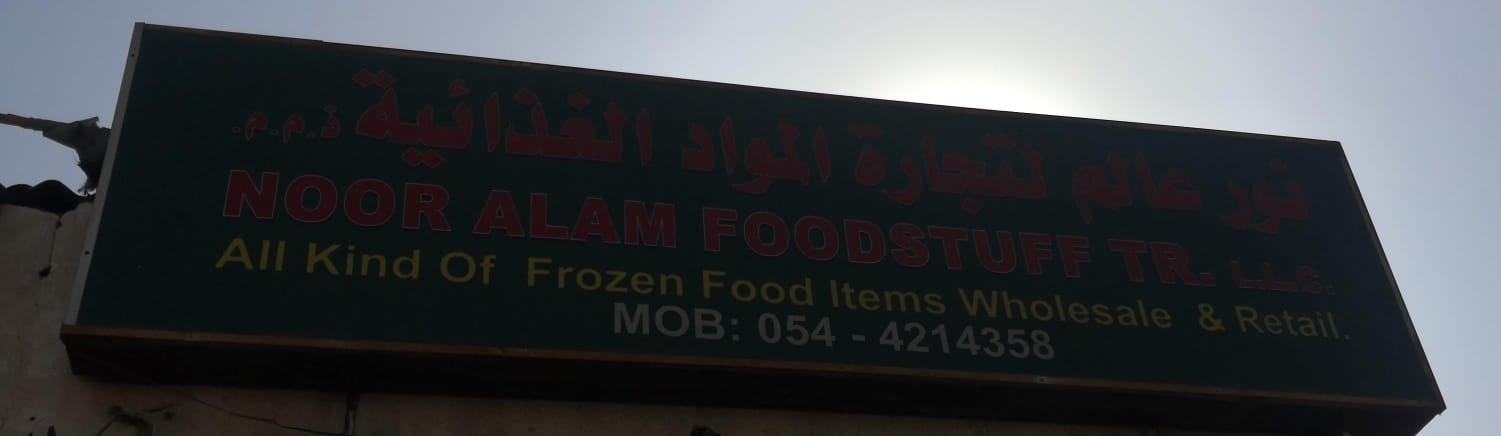 نور عالم لتجارة المواد الغذائية ذ.م.م.
NOOR ALAM FOODSTUFF TR. L.L.C.
All Kind Of Frozen Food Items Wholesale & Retail.
MOB: 054 - 4214358